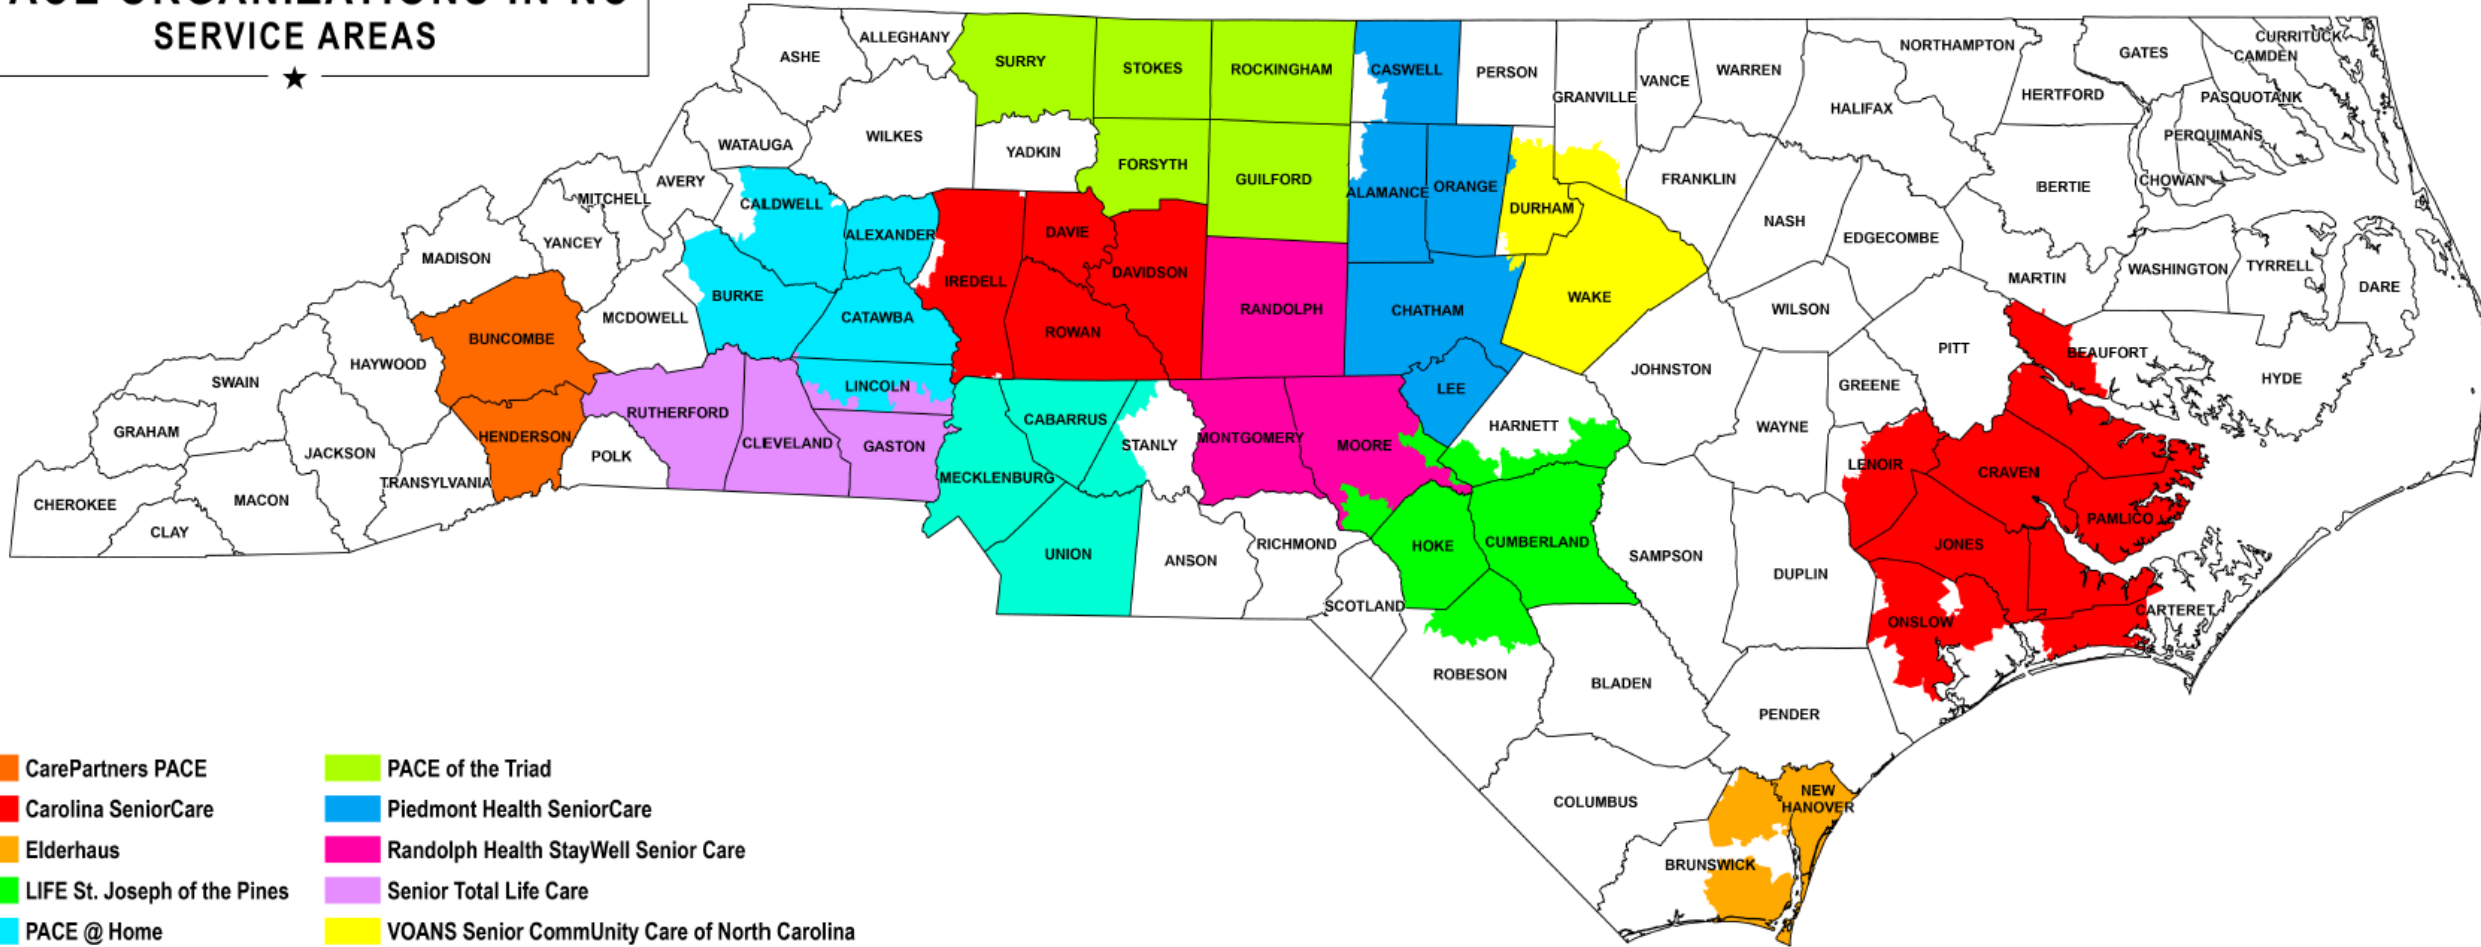 SERVICE AREAS
ASHE
ALLEGHANY
SURRY
STOKES
ROCKINGHAM
CASWELL
PERSON
GRANVILLE
VANCE
WARREN
NORTHAMPTON
GATES
CURRITUCK
CAMDEN
HERTFORD
PASQUOTANK
HALIFAX
PERQUIMANS
WATAUGA
WILKES
YADKIN
FORSYTH
GUILFORD
ALAMANCE
ORANGE
DURHAM
FRANKLIN
BERTIE
CHOWAN
AVERY
MITCHELL
CALDWELL
ALEXANDER
DAVIE
NASH
EDGECOMBE
MADISON
YANCEY
IREDELL
DAVIDSON
MARTIN
WASHINGTON
TYRRELL
DARE
BURKE
CATAWBA
RANDOLPH
CHATHAM
WAKE
WILSON
BUNCOMBE
MCDOWELL
ROWAN
PITT
BEAUFORT
HAYWOOD
SWAIN
LINCOLN
LEE
JOHNSTON
GREENE
HYDE
GRAHAM
RUTHERFORD
CABARRUS
HENDERSON
CLEVELAND
GASTON
STANLY
MONTGOMERY
MOORE
HARNETT
WAYNE
JACKSON
POLK
LENOIR
CRAVEN
TRANSYLVANIA
MECKLENBURG
CHEROKEE
MACON
CLAY
PAMLICO
UNION
ANSON
RICHMOND
HOKE
CUMBERLAND
SAMPSON
DUPLIN
JONES
SCOTLAND
ONSLOW
CARTERET
ROBESON
BLADEN
PENDER
COLUMBUS
NEW
HANOVER
BRUNSWICK
CarePartners PACE
Carolina SeniorCare
Elderhaus
LIFE St. Joseph of the Pines
PACE @ Home
PACE of the Triad
Piedmont Health SeniorCare
Randolph Health StayWell Senior Care
Senior Total Life Care
VOANS Senior CommUnity Care of North Carolina